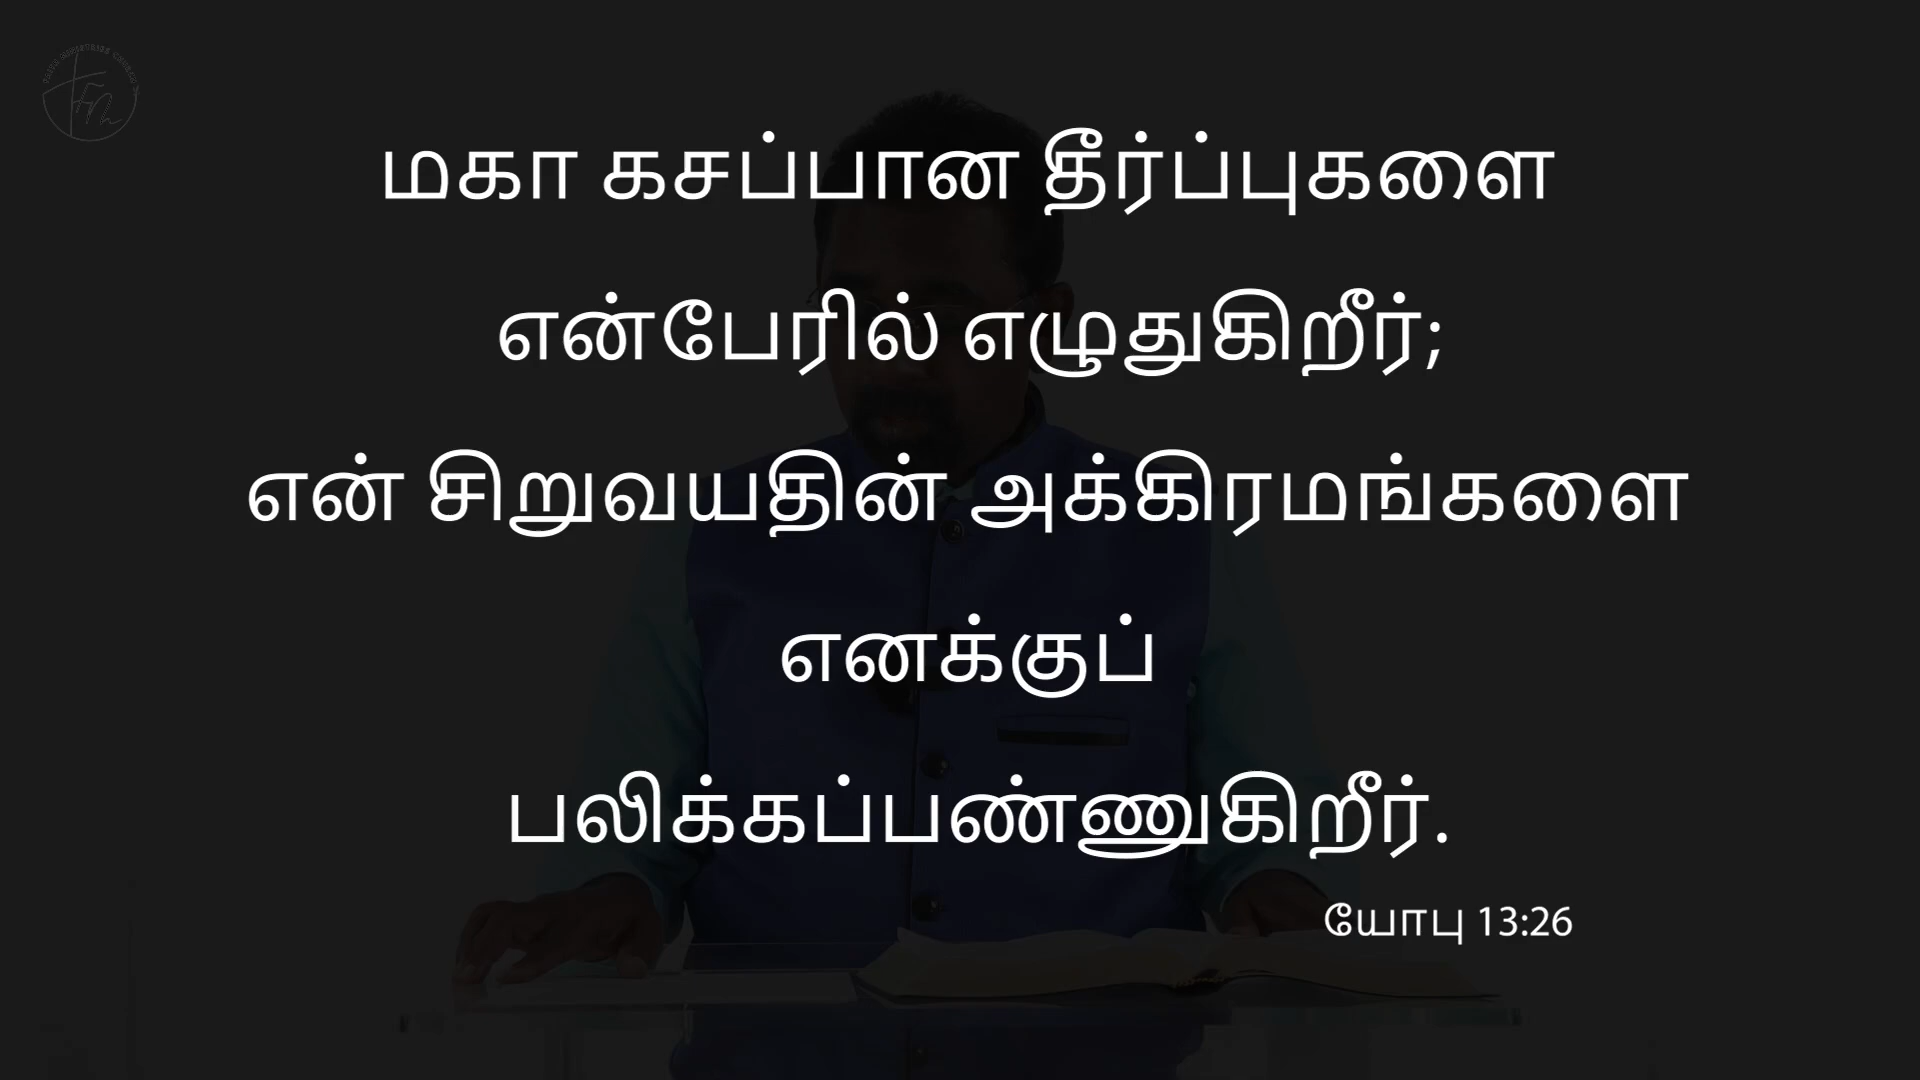 மகா கசப்பான தீர்ப்புகளை
என்பேரில் எழுதுகிறீர்;
என் சிறுவயதின் அக்கிரமங்களை
எனக்குப்
பலிக்கப்பண்ணுகிறீர்.
யோபு 13:26